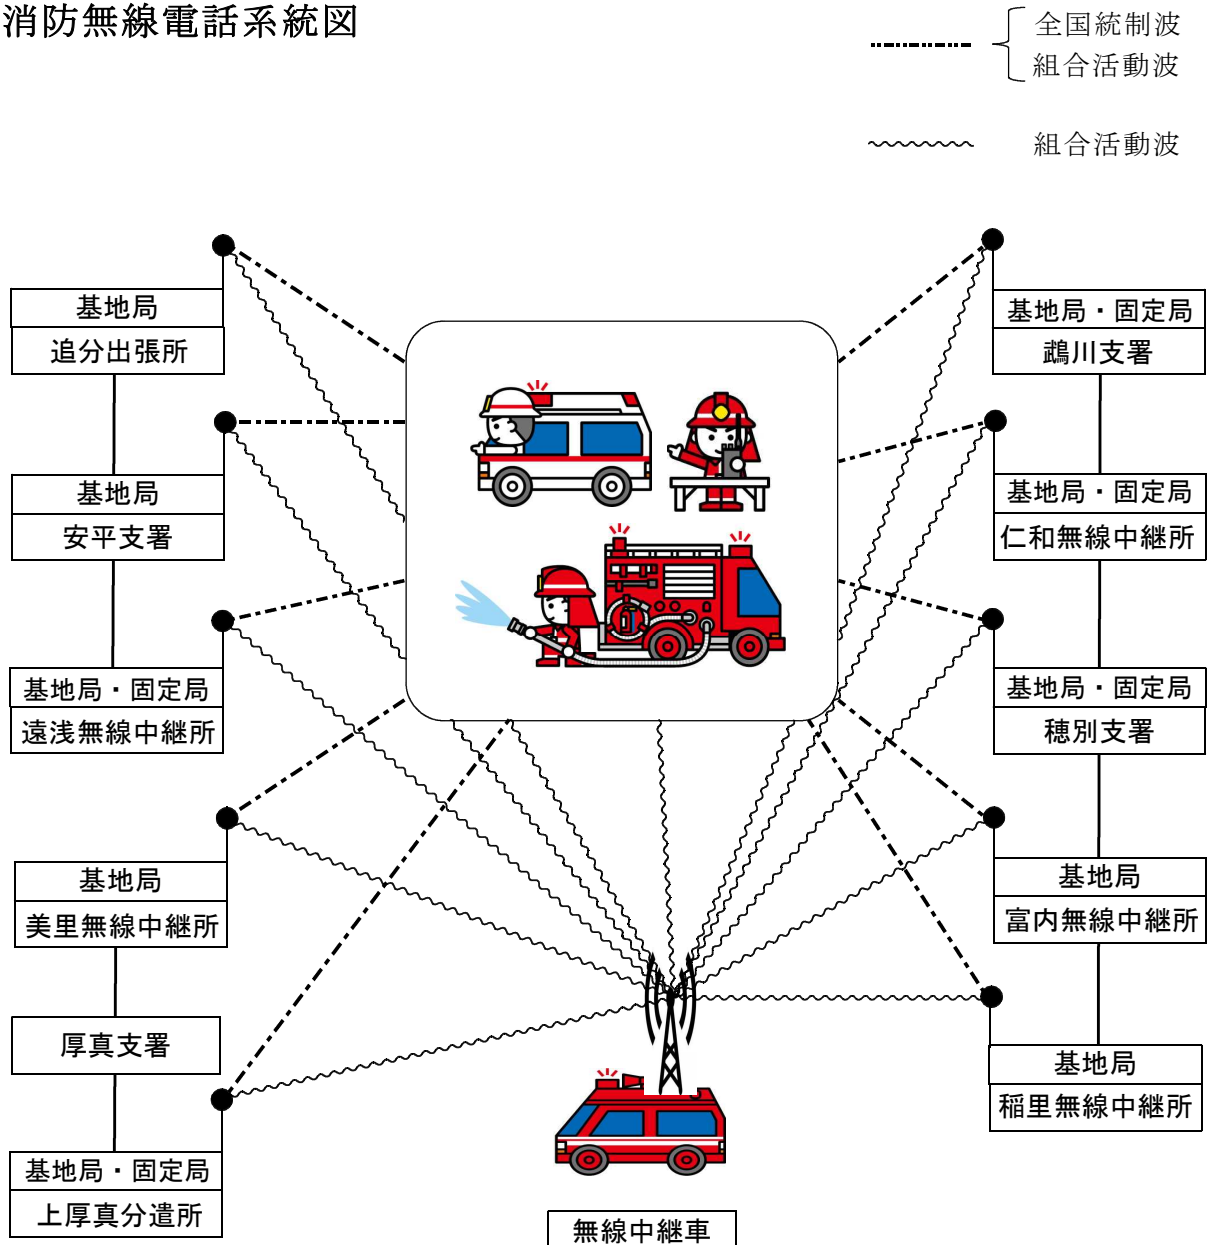 消防無線電話系統図
全国統制波
組合活動波
組合活動波
基地局
追分出張所
基地局
安平支署
基地局・固定局
遠浅無線中継所
基地局
美里無線中継所
厚真支署
基地局・固定局
上厚真分遣所
基地局・固定局
鵡川支署
基地局・固定局
仁和無線中継所
基地局・固定局
穂別支署
基地局
富内無線中継所
基地局
稲里無線中継所
無線中継車